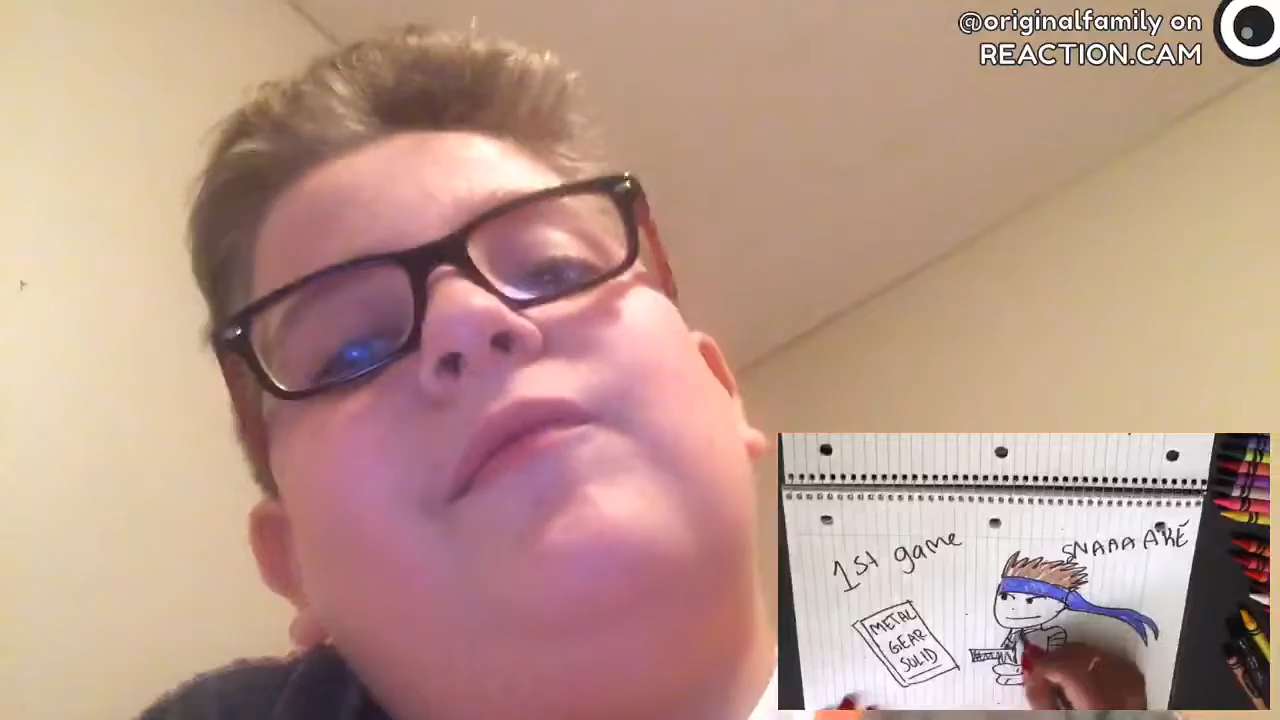 @originalfamily on
REACTION.CAM
1st game
SNAAAAKE
METAL
GEAR
SOLID